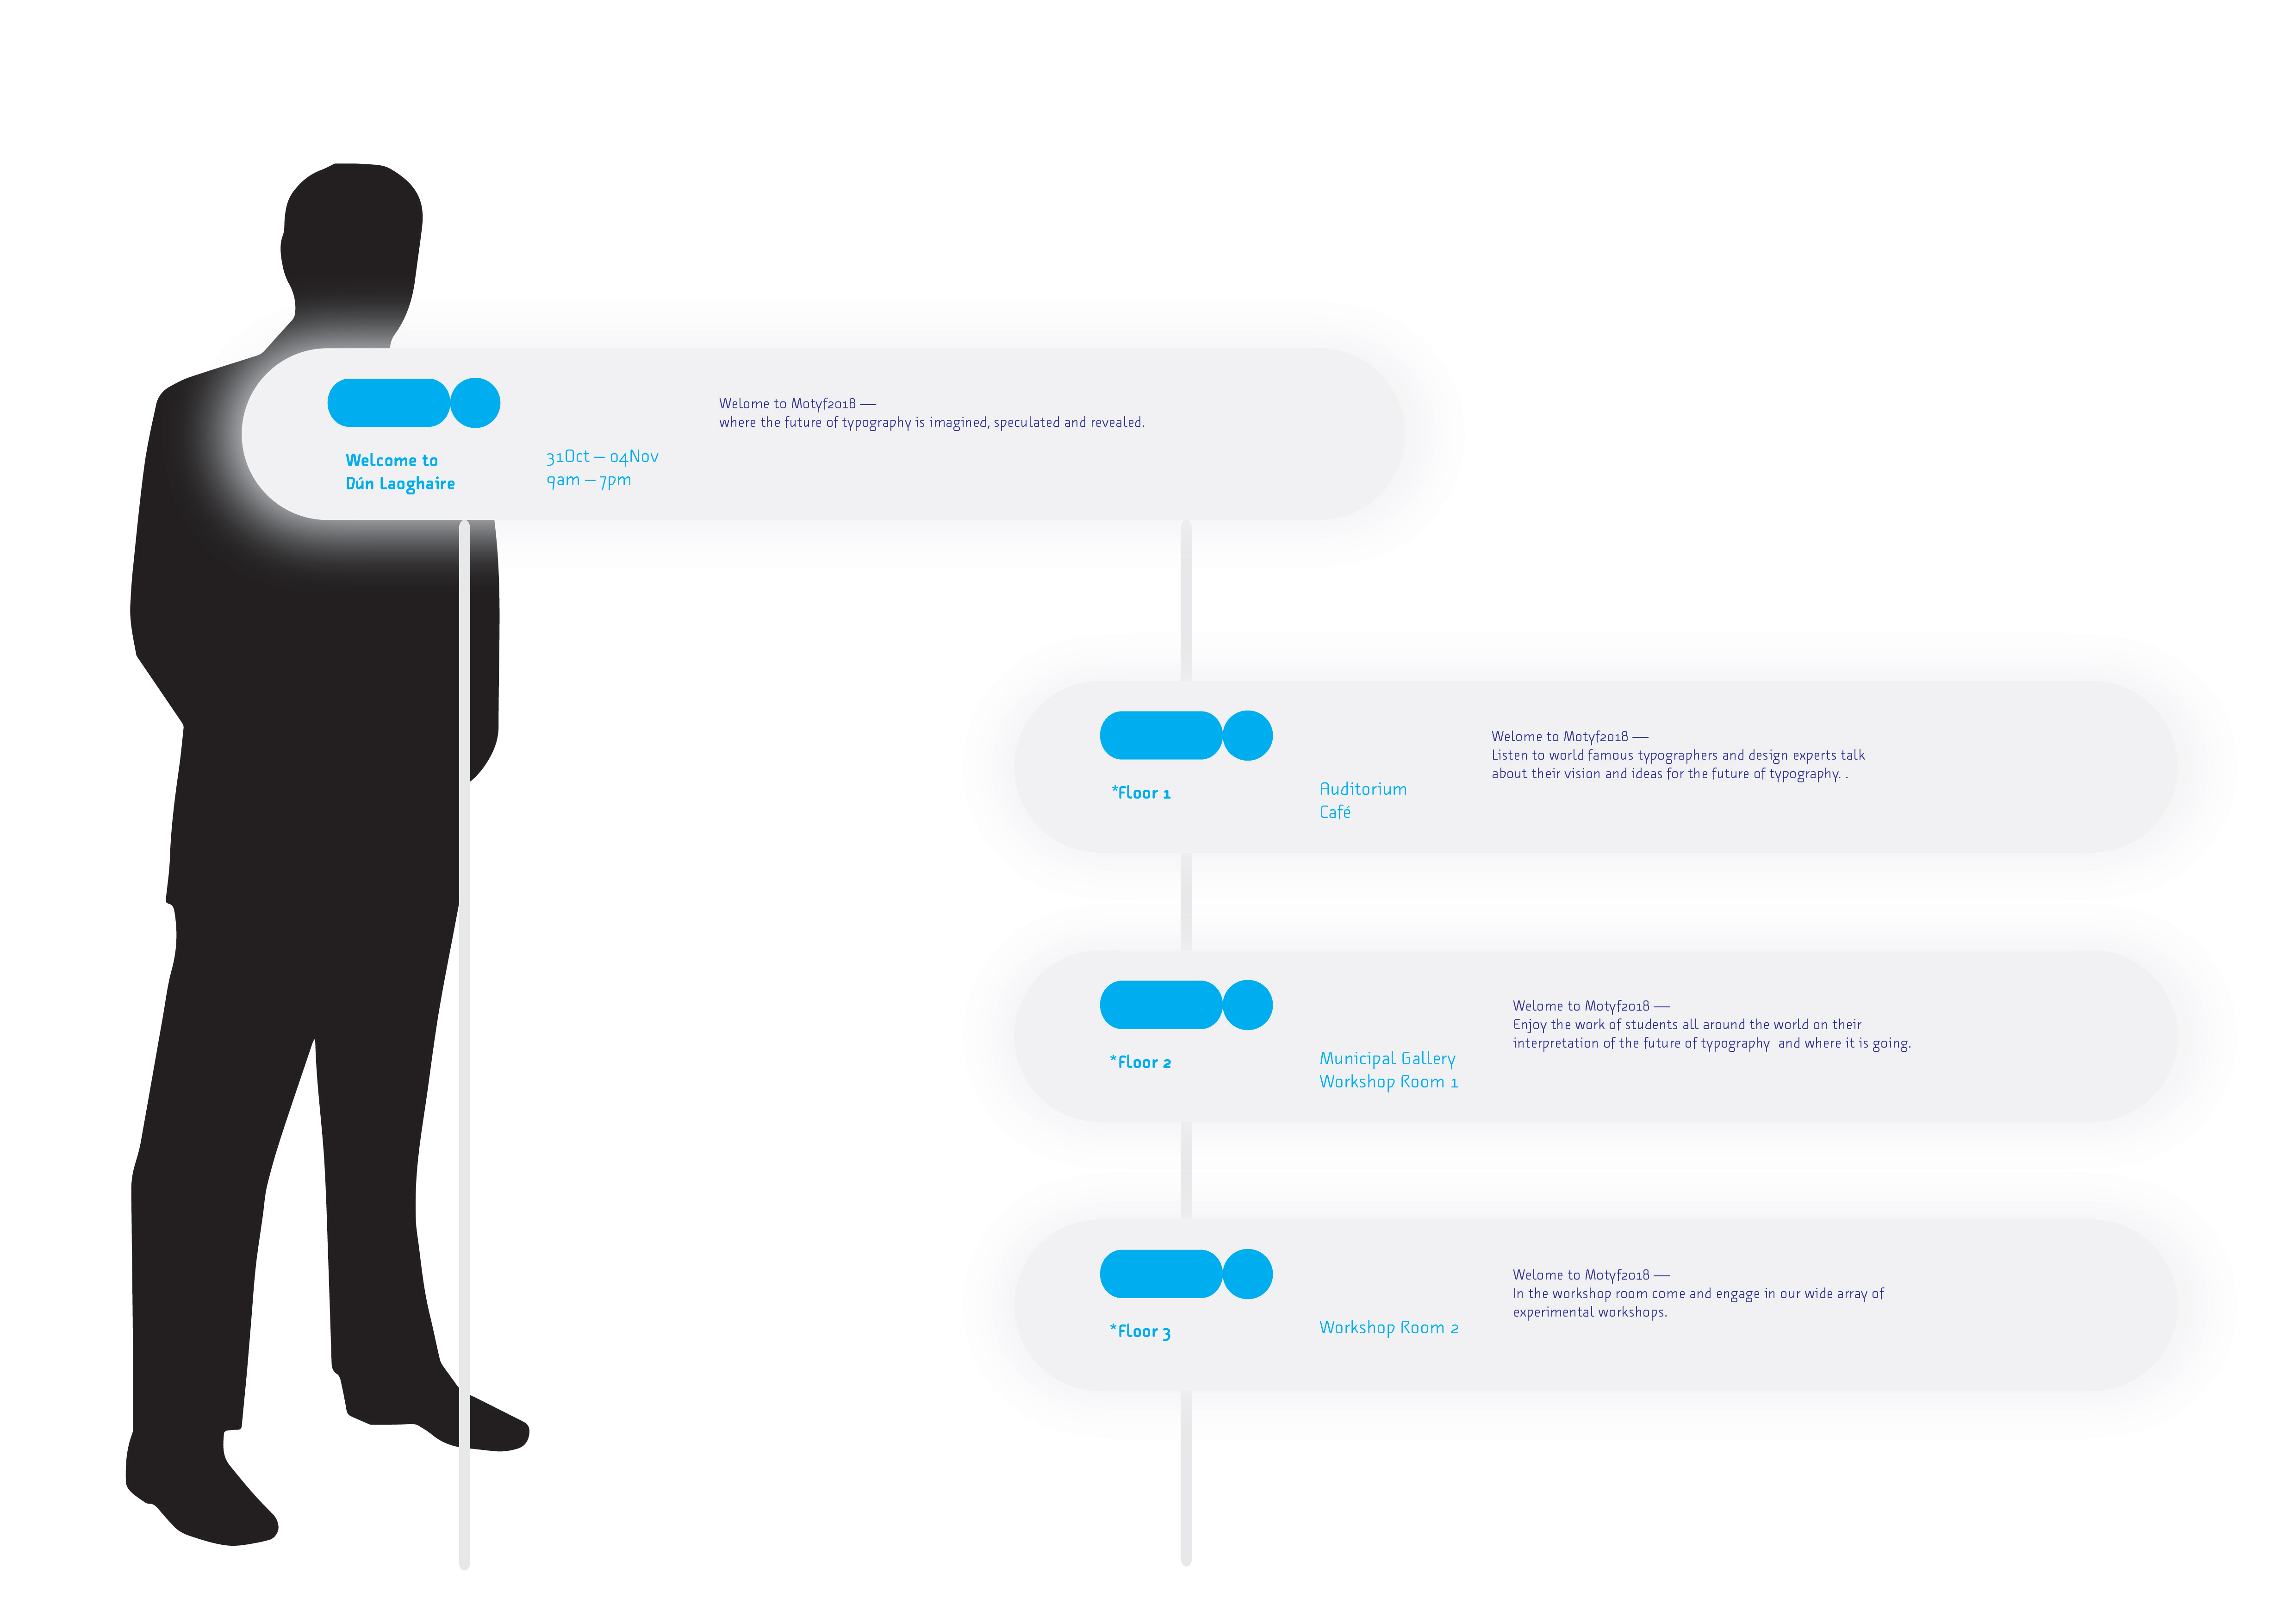 Welcome to
Dún Laoghaire
31Oct – 04Nov
9am – 7pm
Welome to Motyf2018 —
where the future of typography is imagined, speculated and revealed.
*Floor 1
Auditorium
Café
Welome to Motyf2018 —
Listen to world famous typographers and design experts talk
about their vision and ideas for the future of typography. .
*Floor 2
Municipal Gallery
Workshop Room 1
Welome to Motyf2018 —
Enjoy the work of students all around the world on their
interpretation of the future of typography  and where it is going.
*Floor 3
Workshop Room 2
Welome to Motyf2018 —
In the workshop room come and engage in our wide array of
experimental workshops.